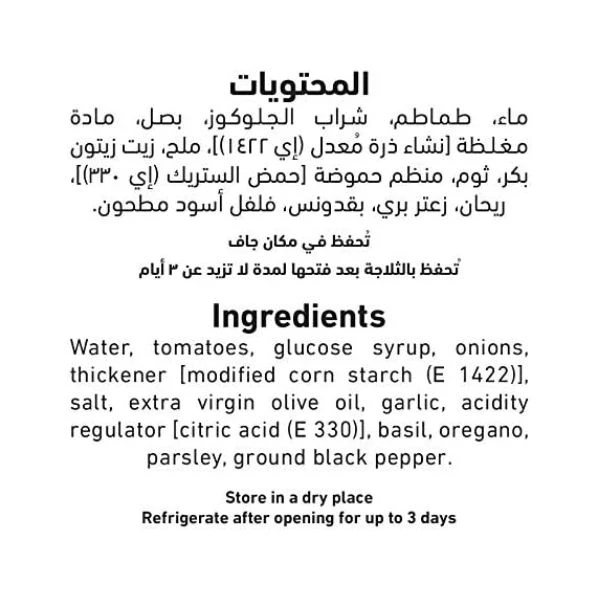 المحتويات
ماء، طماطم، شراب الجلوكوز، بصل، مادة
مغلظة [نشاء ذرة مُعدل (إي ١٤٢٢)]، ملح، زيت زيتون
بكر، ثوم، منظم حموضة [حمض الستريك (إي ٣٣٠)]،
ريحان، زعتر بري، بقدونس، فلفل أسود مطحون.
تُحفظ في مكان جاف
تُحفظ بالثلاجة بعد فتحها لمدة لا تزيد عن ٣ أيام
Ingredients
Water, tomatoes, glucose syrup, onions,
thickener [modified corn starch (E 1422)],
salt, extra virgin olive oil, garlic, acidity
regulator [citric acid (E 330)], basil, oregano,
parsley, ground black pepper.
Store in a dry place
Refrigerate after opening for up to 3 days